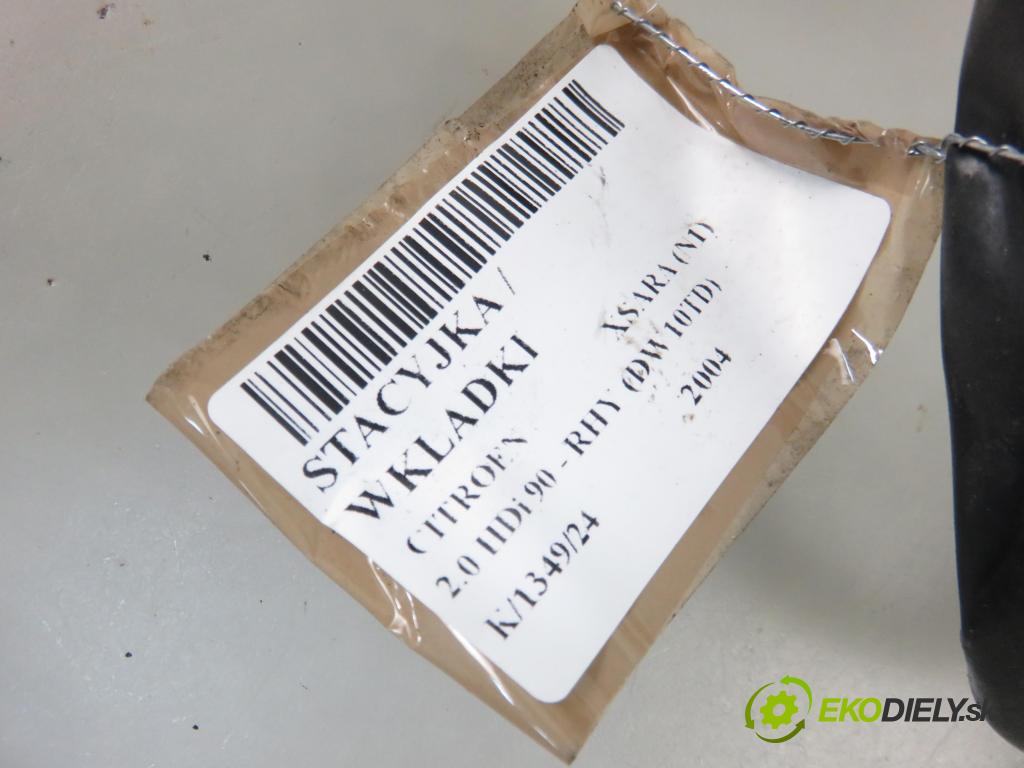 STACYJKA /
WKLADKI
CITROEN XSARA (N1)
2.0 HDi 90 - RHY (DW10TD)
2004
K/1349/24
EKODIELY.sk